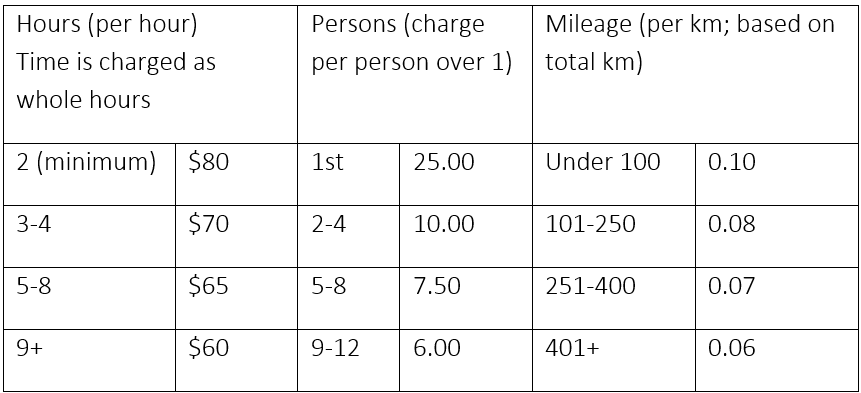 Hours (per hour)
Time is charged as
whole hours
Persons (charge
per person over 1)
Mileage (per km; based on
total km)
2 (minimum) $80 1st 25.00 Under 100 0.10
3-4 $70 2-4 10.00 101-250 0.08
5-8 $65 5-8 7.50 251-400 0.07
9+ $60 9-12 6.00 401+ 0.06